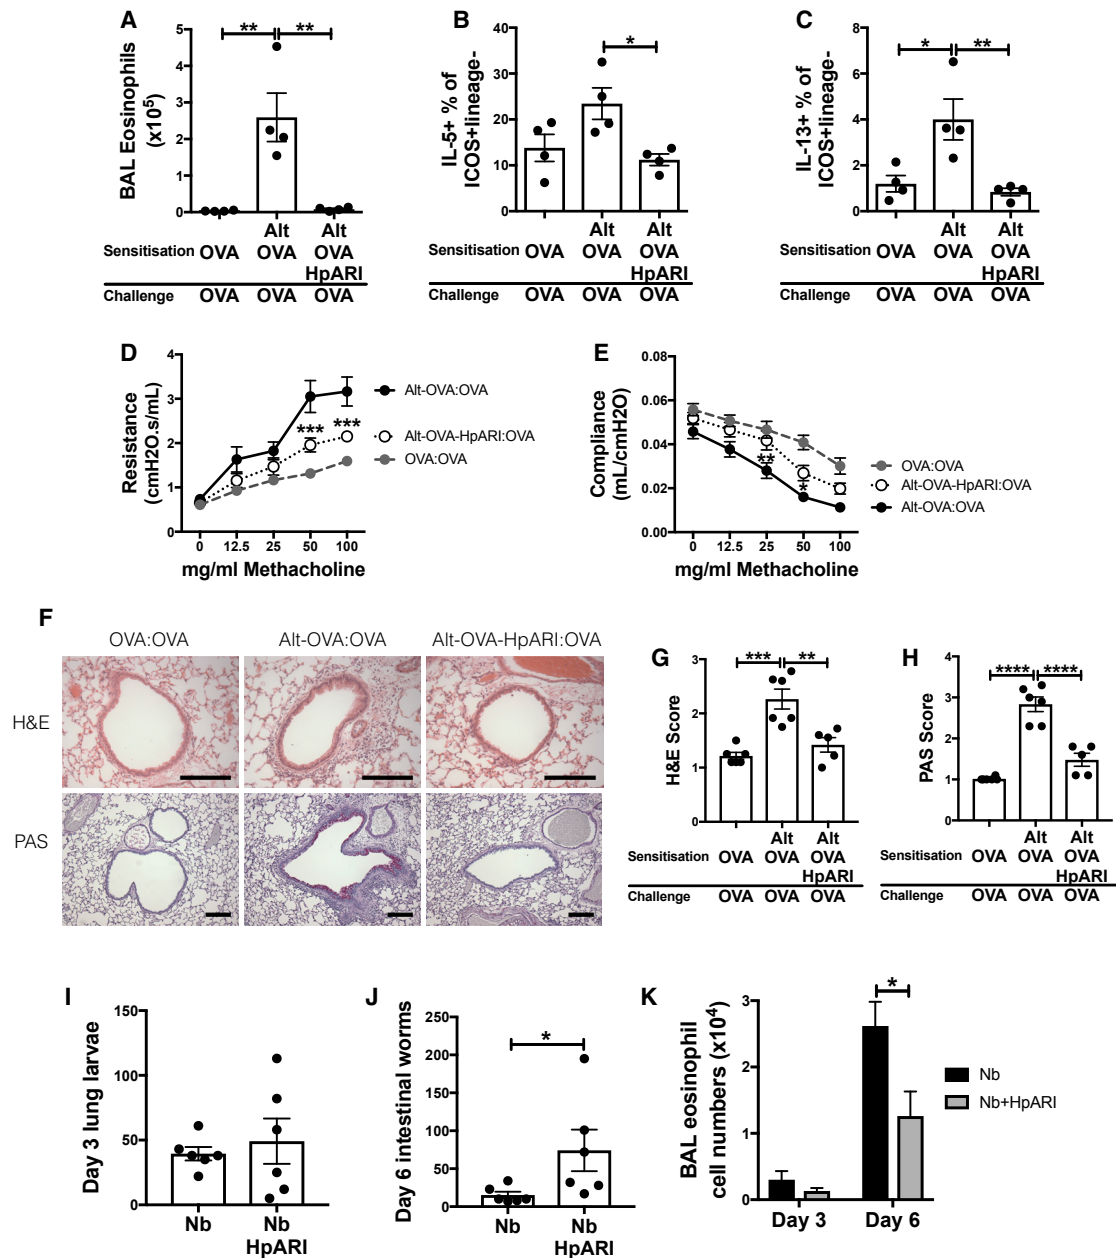 A
BAL Eosinophils
(x10⁵)
5
4
3
2
1
0
** **
Alt Alt
Sensitisation OVA OVA OVA
HpARI
Challenge OVA OVA OVA
B
IL-5+ % of
ICOS+lineage-
40
30
20
10
0
*
Alt Alt
OVA OVA OVA
HpARI
OVA OVA OVA
C
IL-13+ % of
ICOS+lineage-
8
6
4
2
0
* **
Alt Alt
OVA OVA OVA
HpARI
OVA OVA OVA
D
Resistance
(cmH2O.s/mL)
4
3
2
1
0
*** ***
0 12.5 25 50 100
mg/ml Methacholine
Alt-OVA:OVA
Alt-OVA-HpARI:OVA
OVA:OVA
E
Compliance
(mL/cmH2O)
0.08
0.06
0.04
0.02
0.00
** *
0 12.5 25 50 100
mg/ml Methacholine
OVA:OVA
Alt-OVA-HpARI:OVA
Alt-OVA:OVA
F
OVA:OVA Alt-OVA:OVA Alt-OVA-HpARI:OVA
H&E
PAS
G
H&E Score
3
2
1
0
*** **
Alt Alt
Sensitisation OVA OVA OVA
HpARI
Challenge OVA OVA OVA
H
PAS Score
4
3
2
1
0
**** ****
Alt Alt
Sensitisation OVA OVA OVA
HpARI
Challenge OVA OVA OVA
I
Day 3 lung larvae
150
100
50
0
Nb Nb
HpARI
J
Day 6 intestinal worms
250
200
150
100
50
0
*
Nb Nb
HpARI
K
BAL eosinophil
cell numbers (x10⁴)
3
2
1
0
*
Day 3 Day 6
Nb
Nb+HpARI